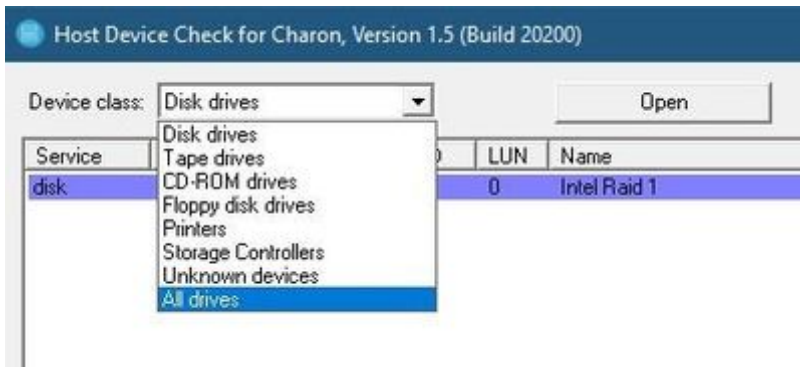 Host Device Check for Charon, Version 1.5 (Build 20200)
Device class: Disk drives Open
Disk drives
Service Tape drives LUN Name
disk CD-ROM drives 0 Intel Raid 1
Floppy disk drives
Printers
Storage Controllers
Unknown devices
All drives